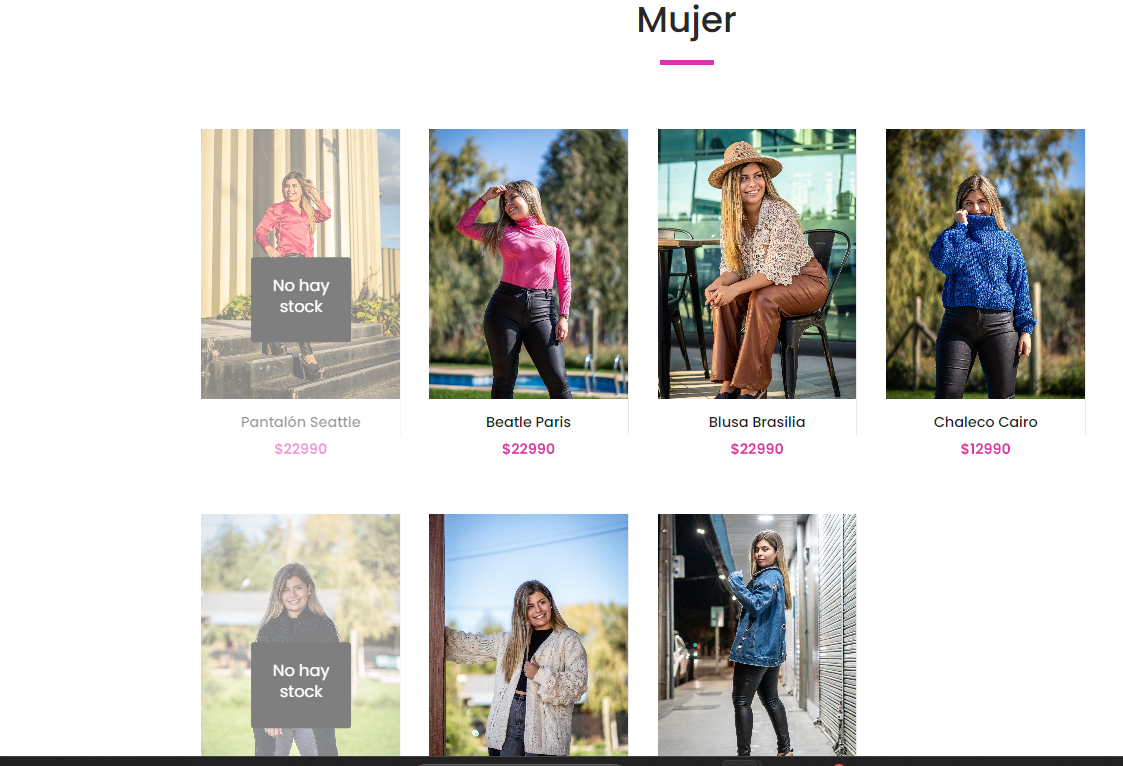 Mujer
No hay
stock
Pantalón Seattle
$22990
Beatle Paris
$22990
Blusa Brasilia
$22990
Chaleco Cairo
$12990
No hay
stock